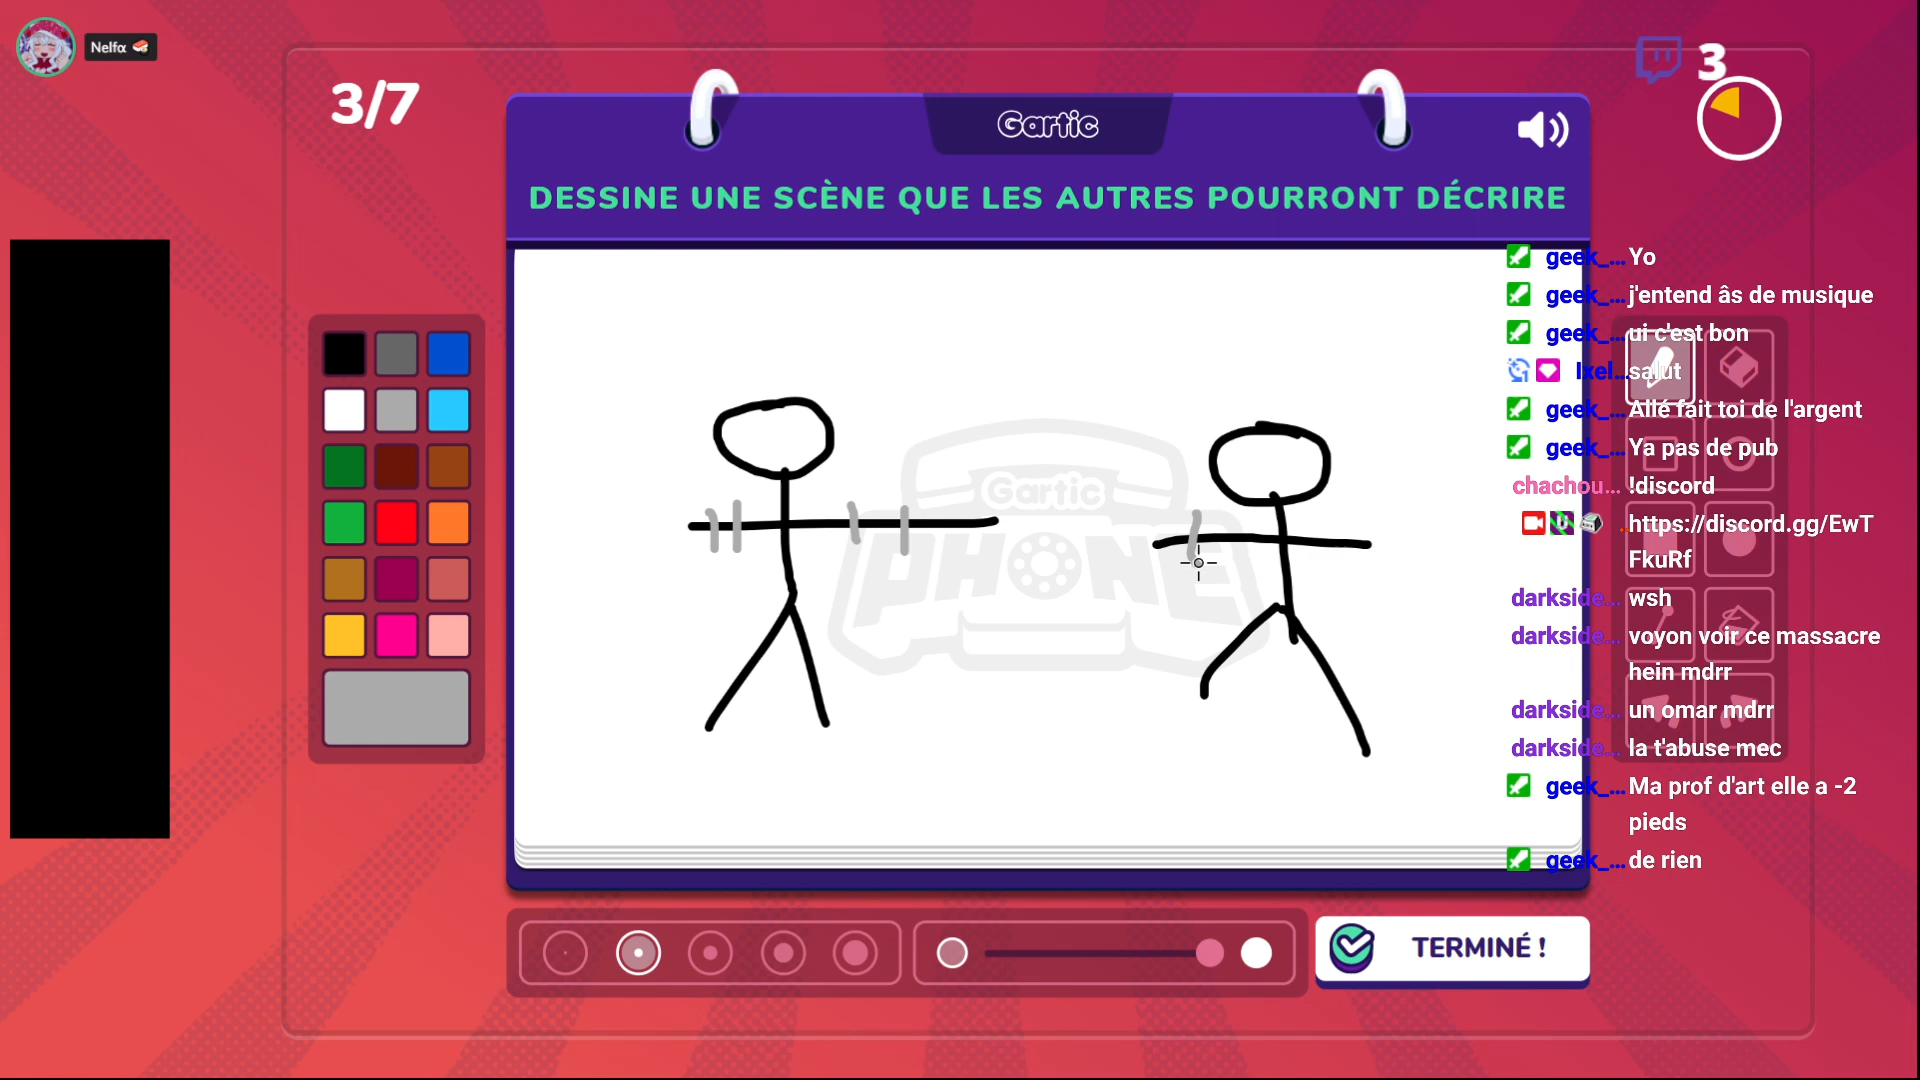 Nelfα
3/7
Gartic
3
DESSINE UNE SCÈNE QUE LES AUTRES POURRONT DÉCRIRE
geek_... Yo
geek_... j'entend âs de musique
geek_... ui c'est bon
Ixel... salut
geek_... Allé fait toi de l'argent
geek_... Ya pas de pub
chachou... !discord
https://discord.gg/EwT
FkuRf
darkside... wsh
darkside... voyon voir ce massacre
hein mdrr
darkside... un omar mdrr
darkside... la t'abuse mec
geek_... Ma prof d'art elle a -2
pieds
geek_... de rien
Gartic
PHONE
TERMINÉ !